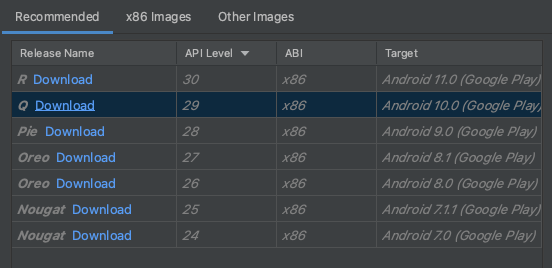 Recommended x86 Images Other Images
Release Name API Level ABI Target
R Download 30 x86 Android 11.0 (Google Play)
Q Download 29 x86 Android 10.0 (Google Play)
Pie Download 28 x86 Android 9.0 (Google Play)
Oreo Download 27 x86 Android 8.1 (Google Play)
Oreo Download 26 x86 Android 8.0 (Google Play)
Nougat Download 25 x86 Android 7.1.1 (Google Play)
Nougat Download 24 x86 Android 7.0 (Google Play)